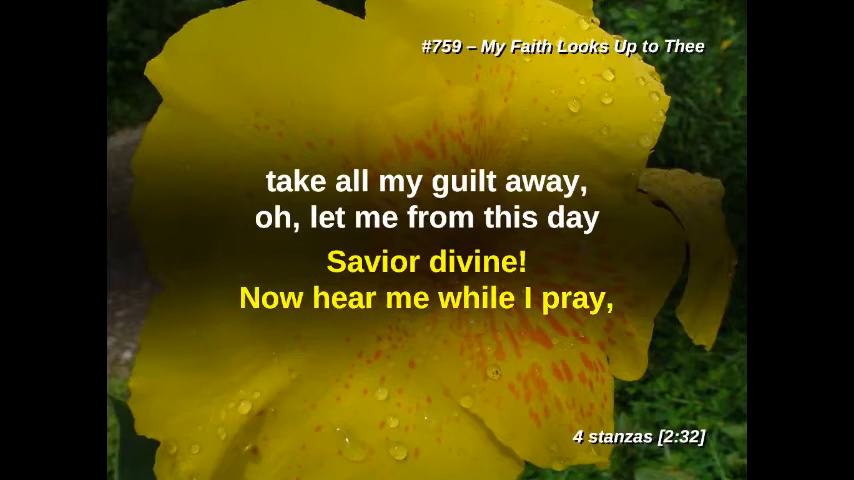 #759 – My Faith Looks Up to Thee
take all my guilt away,
oh, let me from this day
Savior divine!
Now hear me while I pray,
4 stanzas [2:32]